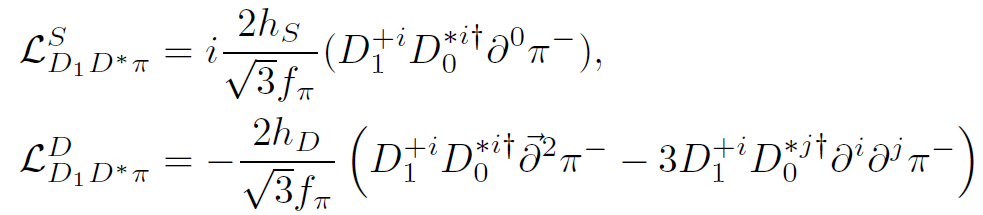 $\mathcal{L}^{S}_{D_1 D^* \pi} = i \frac{2h_S}{\sqrt{3} f_\pi} (D_1^{+i} D_0^{*i\dagger} \partial^0 \pi^-),$
$\mathcal{L}^{D}_{D_1 D^* \pi} = -\frac{2h_D}{\sqrt{3} f_\pi} \left( D_1^{+i} D_0^{*i\dagger} \vec{\partial}^2 \pi^- - 3 D_1^{+i} D_0^{*j\dagger} \partial^i \partial^j \pi^- \right)$